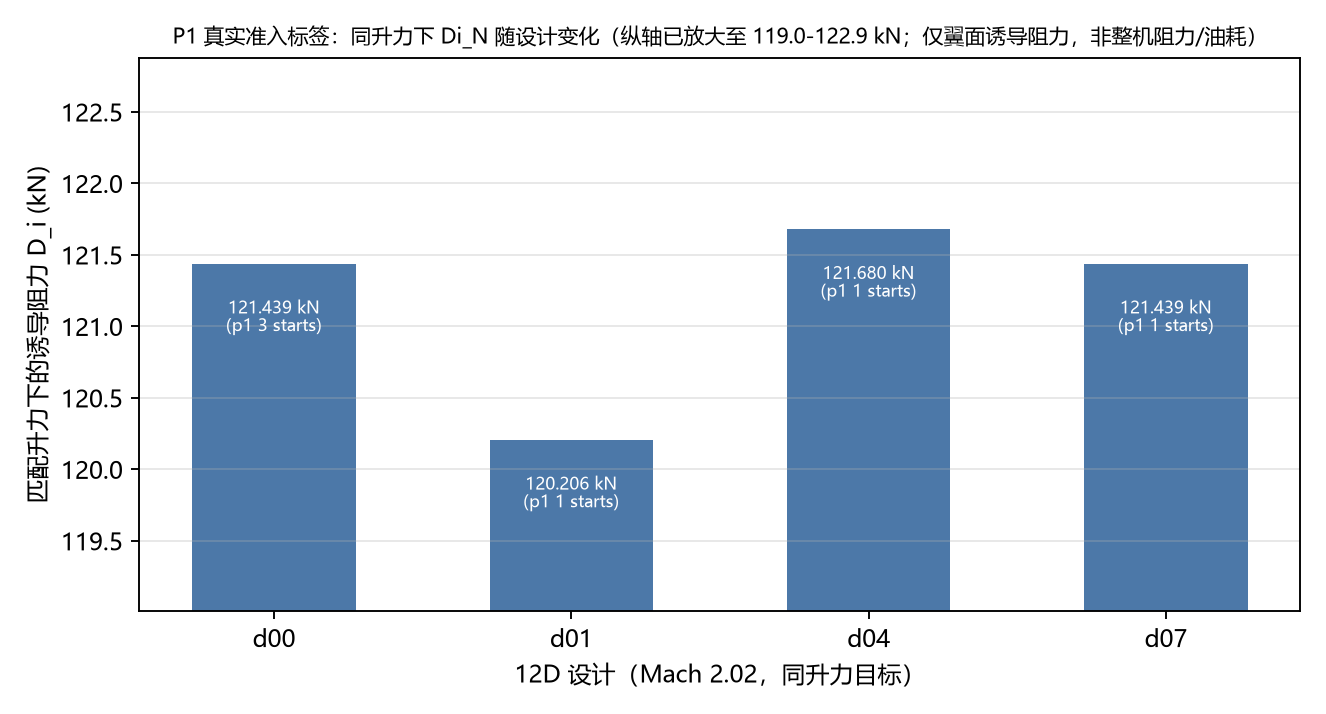 P1 真实准入标签：同升力下 Di_N 随设计变化（纵轴已放大至 119.0-122.9 kN；仅翼面诱导阻力，非整机阻力/油耗）
匹配升力下的诱导阻力 D_i (kN)
122.5
122.0
121.5
121.0
120.5
120.0
119.5
121.439 kN
(p1 3 starts)
120.206 kN
(p1 1 starts)
121.680 kN
(p1 1 starts)
121.439 kN
(p1 1 starts)
d00
d01
d04
d07
12D 设计（Mach 2.02，同升力目标）